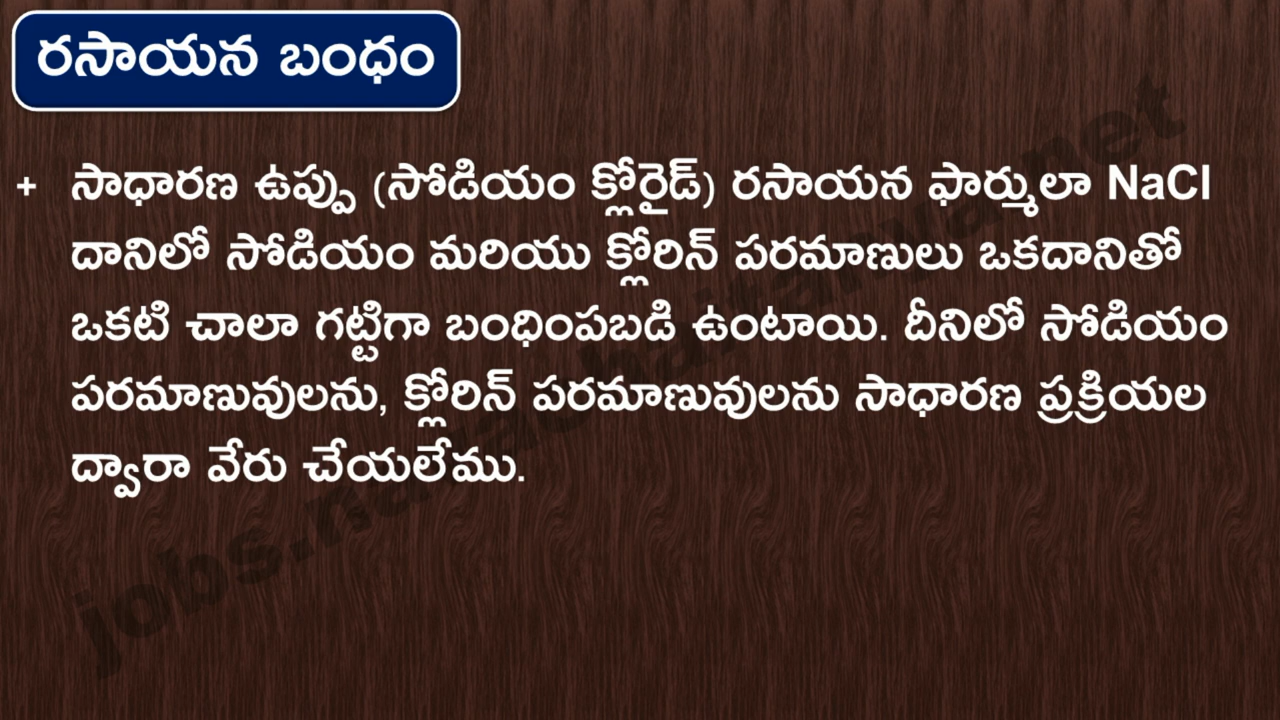 రసాయన బంధం
+ సాధారణ ఉప్పు (సోడియం క్లోరైడ్) రసాయన ఫార్ములా NaCl
దానిలో సోడియం మరియు క్లోరిన్ పరమాణులు ఒకదానితో
ఒకటి చాలా గట్టిగా బంధింపబడి ఉంటాయి. దీనిలో సోడియం
పరమాణువులను, క్లోరిన్ పరమాణువులను సాధారణ ప్రక్రియల
ద్వారా వేరు చేయలేము.